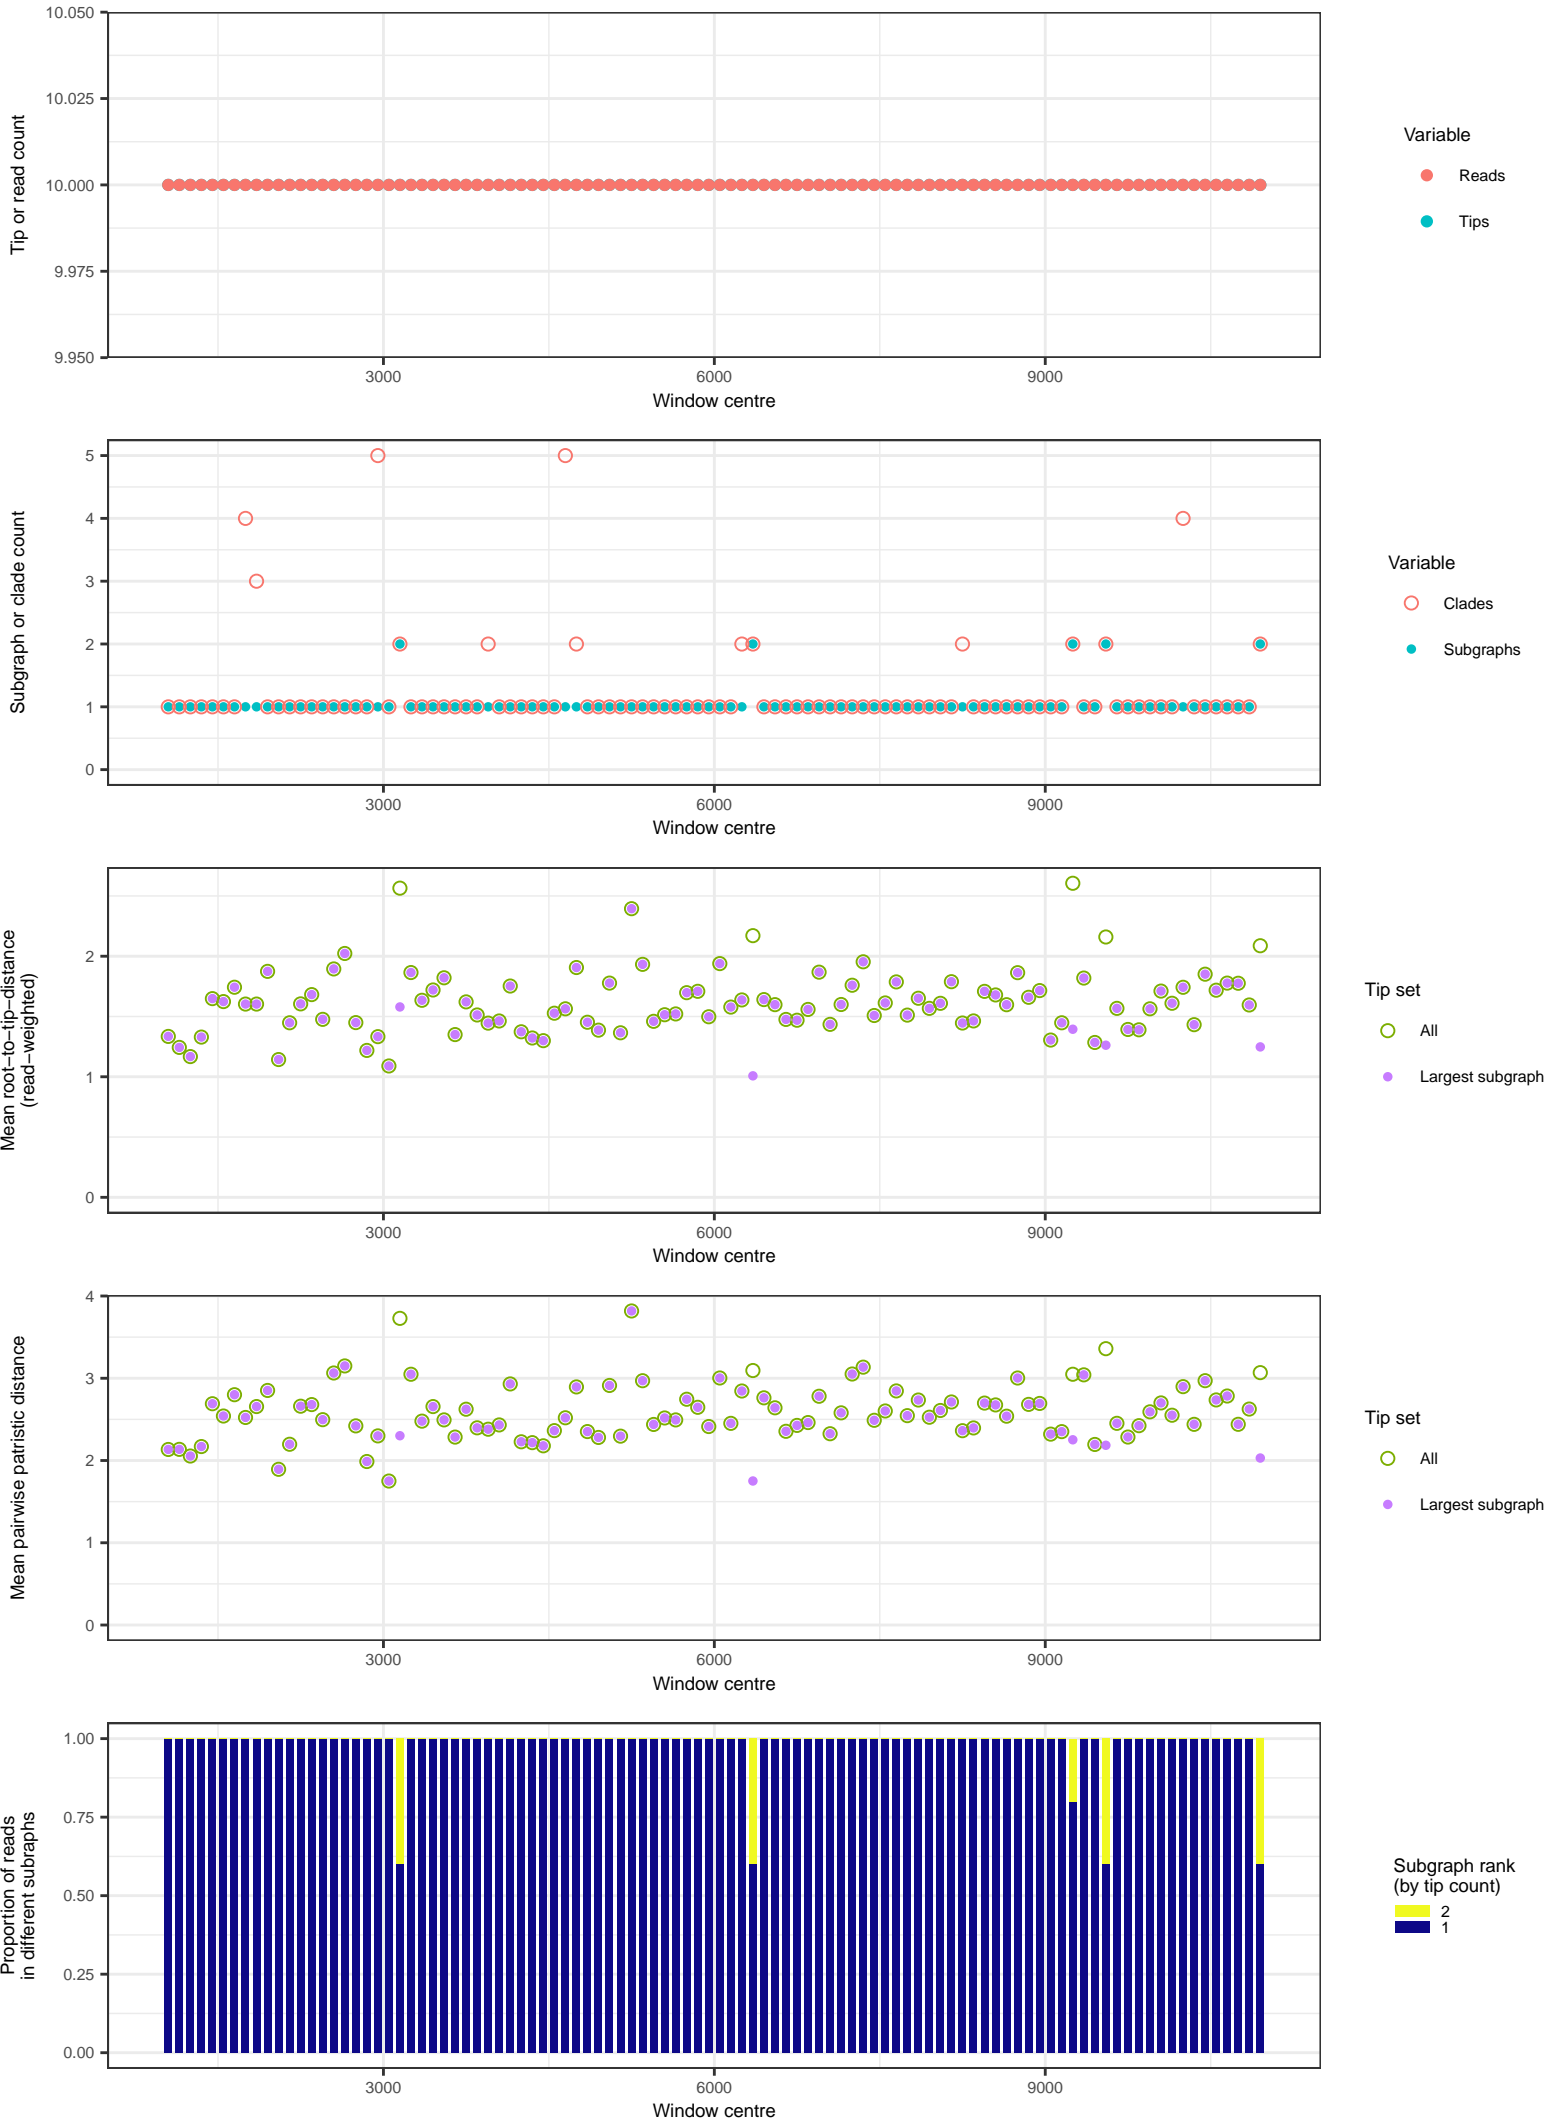 10.050
10.025
10.000
9.975
9.950
Tip or read count
3000 6000 9000
Window centre
Variable
Reads
Tips
5
4
3
2
1
0
Subgraph or clade count
3000 6000 9000
Window centre
Variable
Clades
Subgraphs
2
1
0
Mean root−to−tip−distance
(read−weighted)
3000 6000 9000
Window centre
Tip set
All
Largest subgraph
4
3
2
1
0
Mean pairwise patristic distance
3000 6000 9000
Window centre
Tip set
All
Largest subgraph
1.00
0.75
0.50
0.25
0.00
Proportion of reads
in different subraphs
3000 6000 9000
Window centre
Subgraph rank
(by tip count)
2
1